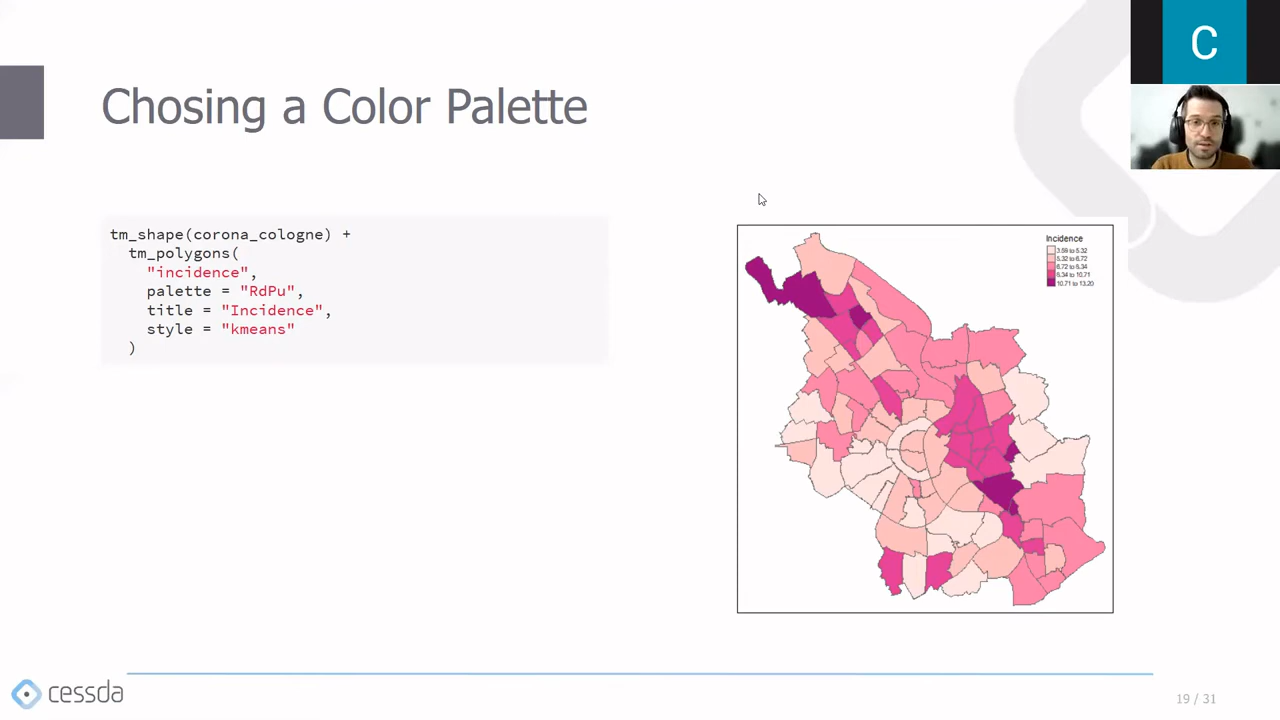 Chosing a Color Palette
C
tm_shape(corona_cologne) +
tm_polygons(
"incidence",
palette = "RdPu",
title = "Incidence",
style = "kmeans"
)
Incidence
3.59 to 5.32
5.32 to 6.72
6.72 to 8.34
8.34 to 10.71
10.71 to 13.20
cessda
19 / 31